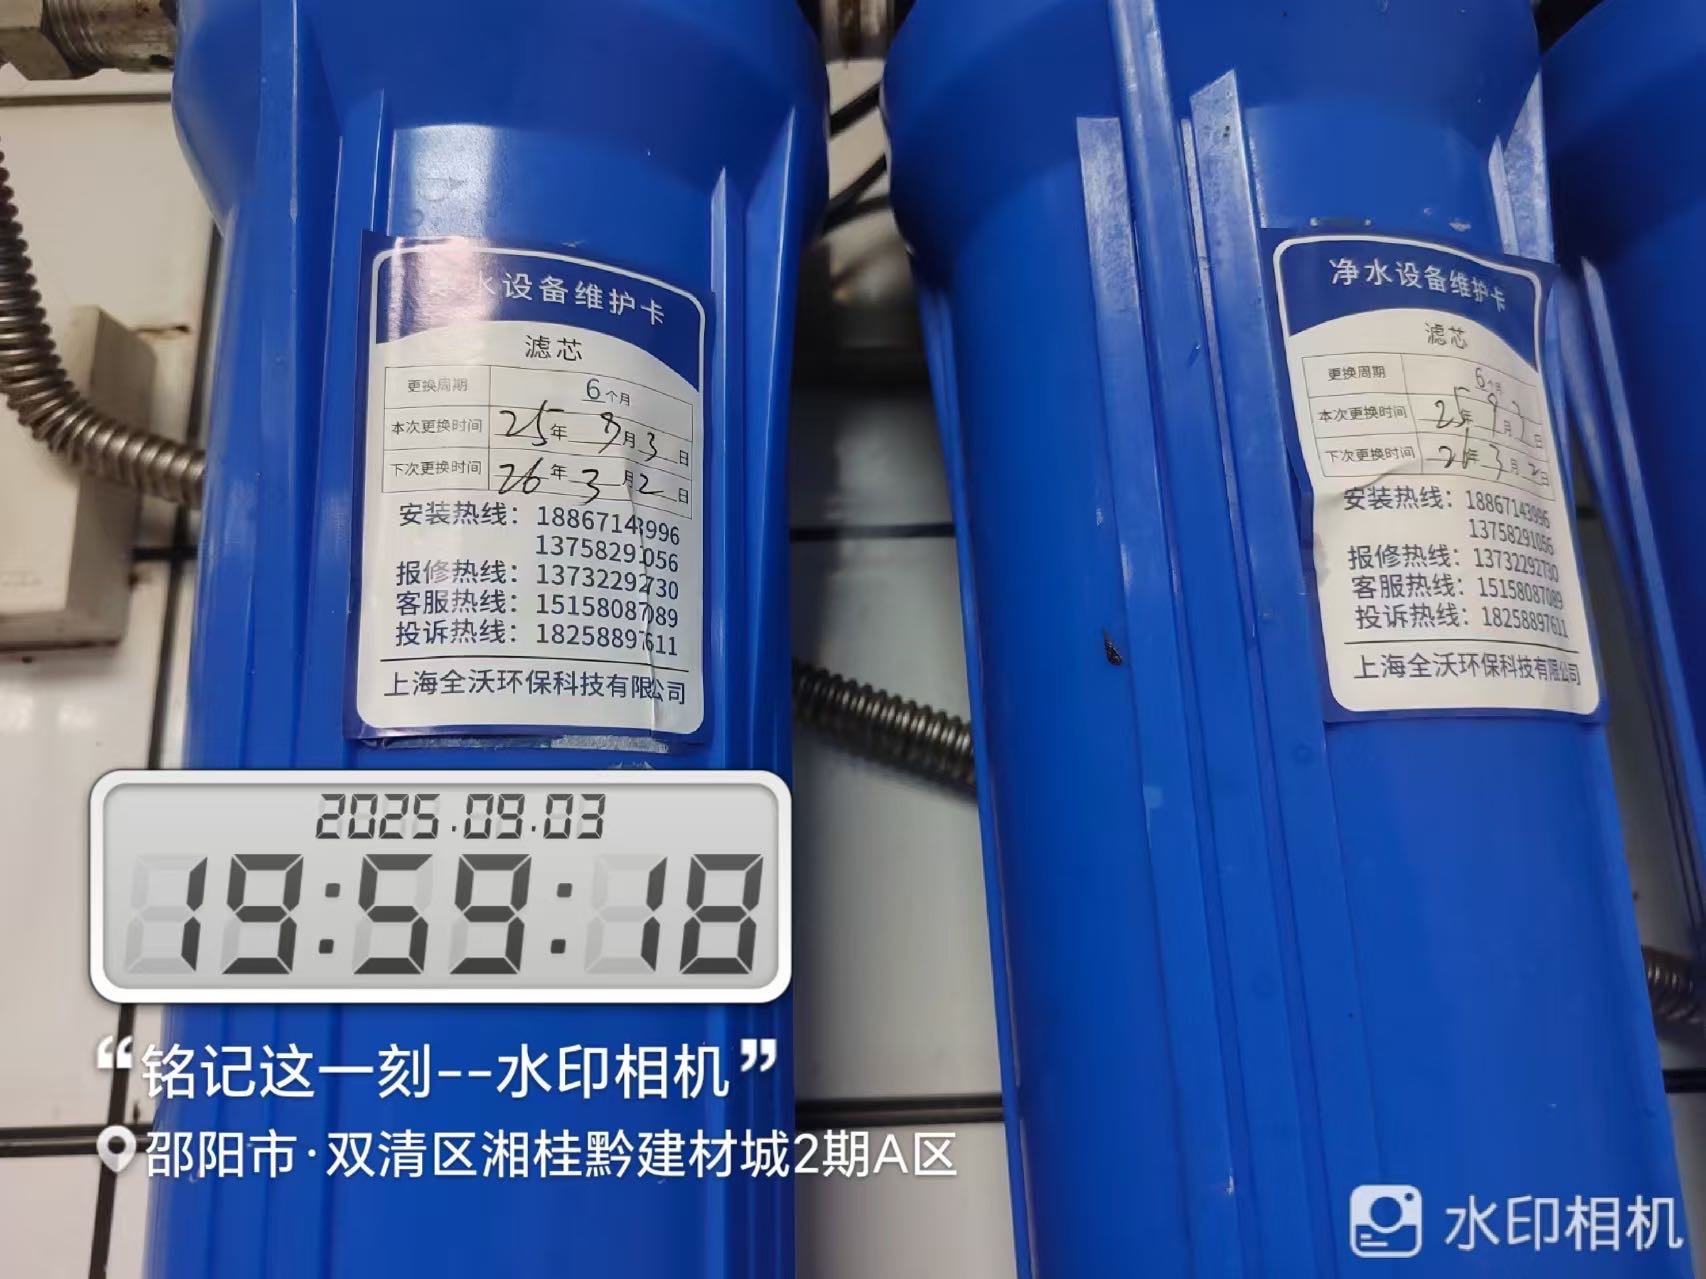 净水设备维护卡
滤芯
更换周期 6个月
本次更换时间 25年 9月3日
下次更换时间 26年3月2日
安装热线：18867143996
13758291056
报修热线：13732292730
客服热线：15158087089
投诉热线：18258897611
上海全沃环保科技有限公司
净水设备维护卡
滤芯
更换周期 6个月
本次更换时间 25年9月3日
下次更换时间 26年3月2日
安装热线：18867143996
13758291056
报修热线：13732292730
客服热线：15158087089
投诉热线：18258897611
上海全沃环保科技有限公司
2025.09.03
19:59:18
“铭记这一刻--水印相机”
邵阳市·双清区湘桂黔建材城2期A区
水印相机